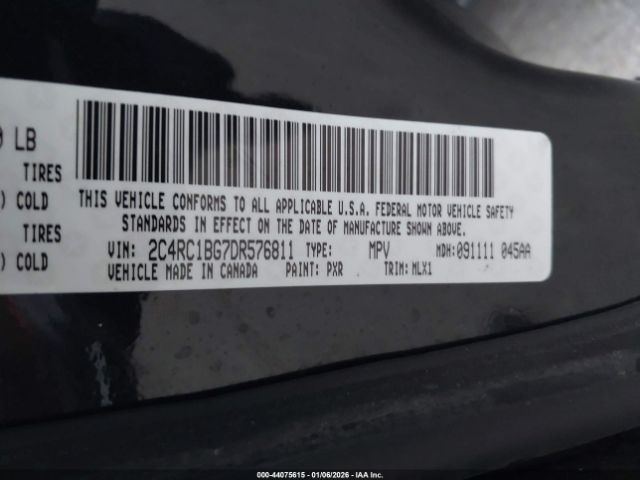 0 LB
TIRES
) COLD
TIRES
) COLD
THIS VEHICLE CONFORMS TO ALL APPLICABLE U.S.A. FEDERAL MOTOR VEHICLE SAFETY
STANDARDS IN EFFECT ON THE DATE OF MANUFACTURE SHOWN ABOVE.
VIN: 2C4RC1BG7DR576811 TYPE: MPV MDH:091111 045AA
VEHICLE MADE IN CANADA PAINT: PXR TRIM: MLX1
000-44075615 - 01/06/2026 - COPYRIGHT IAA, INC.